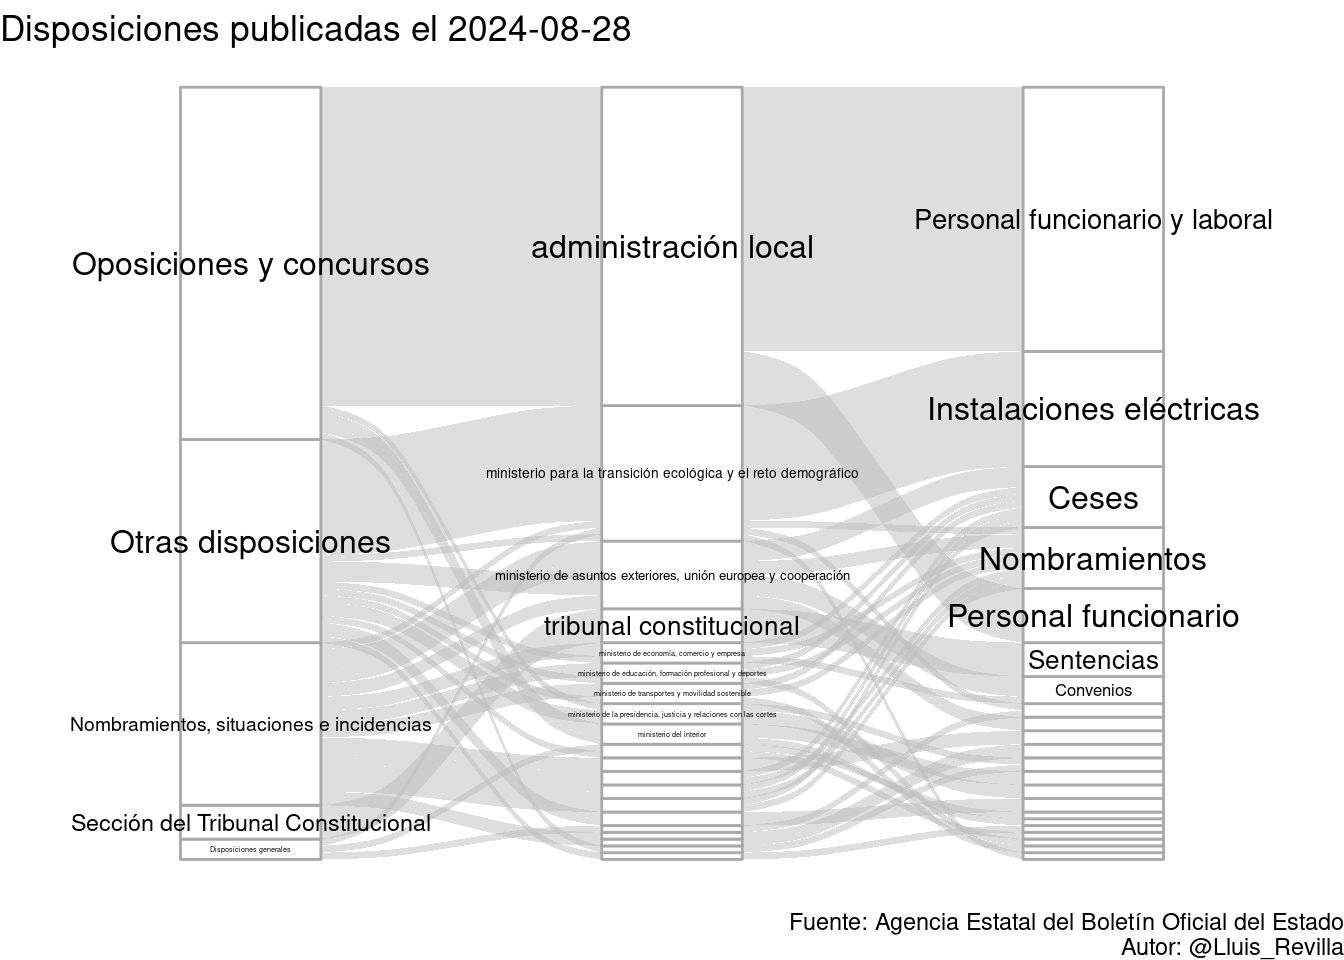 Disposiciones publicadas el 2024-08-28
Oposiciones y concursos
Otras disposiciones
Nombramientos, situaciones e incidencias
Sección del Tribunal Constitucional
Disposiciones generales
administración local
ministerio para la transición ecológica y el reto demográfico
ministerio de asuntos exteriores, unión europea y cooperación
tribunal constitucional
ministerio de economía, comercio y empresa
ministerio de educación, formación profesional y deportes
ministerio de transportes y movilidad sostenible
ministerio de la presidencia, justicia y relaciones con las cortes
ministerio del interior
Personal funcionario y laboral
Instalaciones eléctricas
Ceses
Nombramientos
Personal funcionario
Sentencias
Convenios
Fuente: Agencia Estatal del Boletín Oficial del Estado
Autor: @Lluis_Revilla